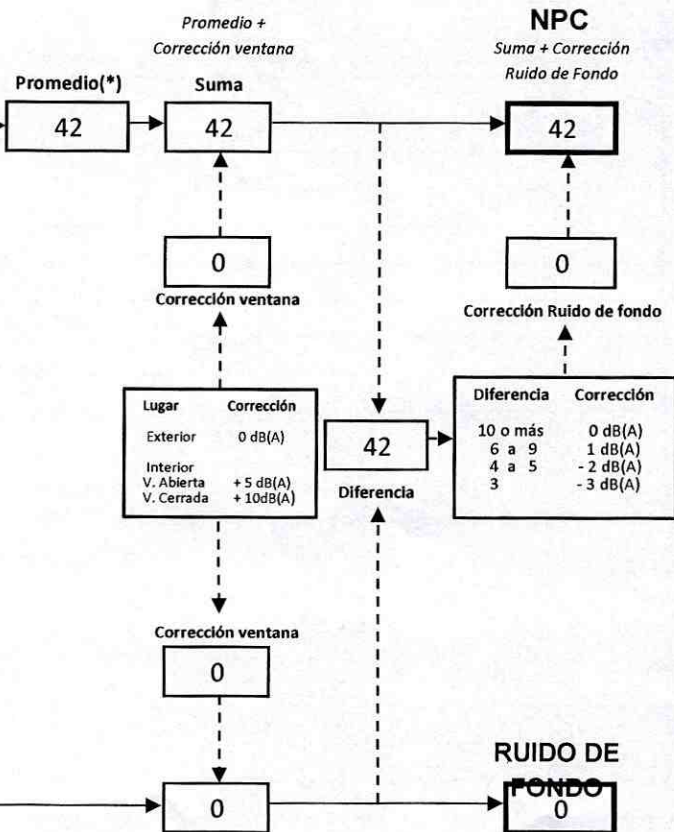 Promedio +
Corrección ventana
NPC
Suma + Corrección
Ruido de Fondo
Promedio(*)
Suma
42
42
42
0
0
Corrección ventana
Corrección Ruido de fondo
Lugar Corrección
Exterior 0 dB(A)
Interior
V. Abierta + 5 dB(A)
V. Cerrada + 10dB(A)
42
Diferencia
Diferencia Corrección
10 o más 0 dB(A)
6 a 9 1 dB(A)
4 a 5 - 2 dB(A)
3 - 3 dB(A)
Corrección ventana
0
RUIDO DE
FONDO
0
0